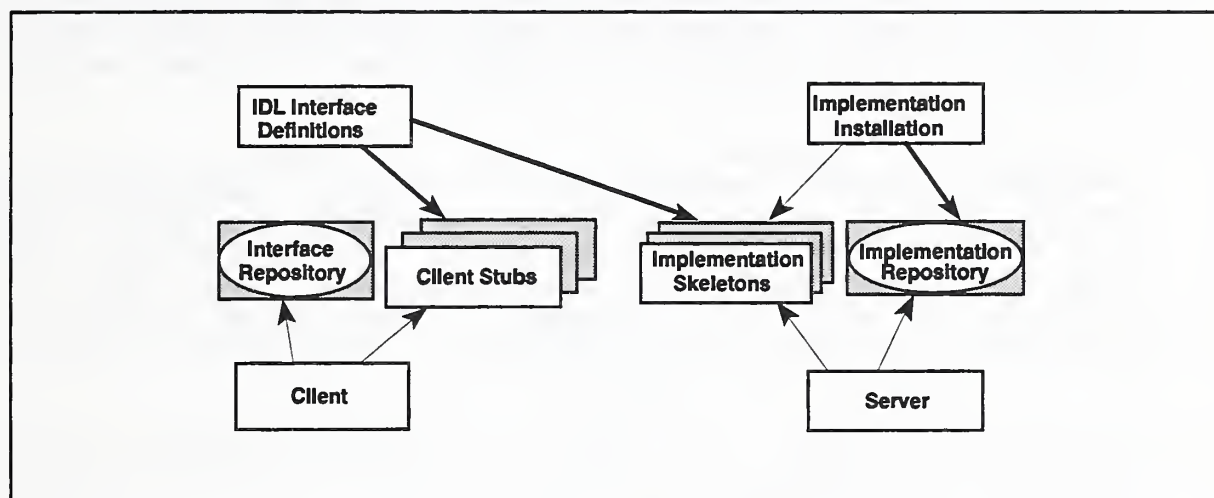 IDL Interface
Definitions
Implementation
Installation
Interface
Repository
Client Stubs
Implementation
Skeletons
Implementation
Repository
Client
Server